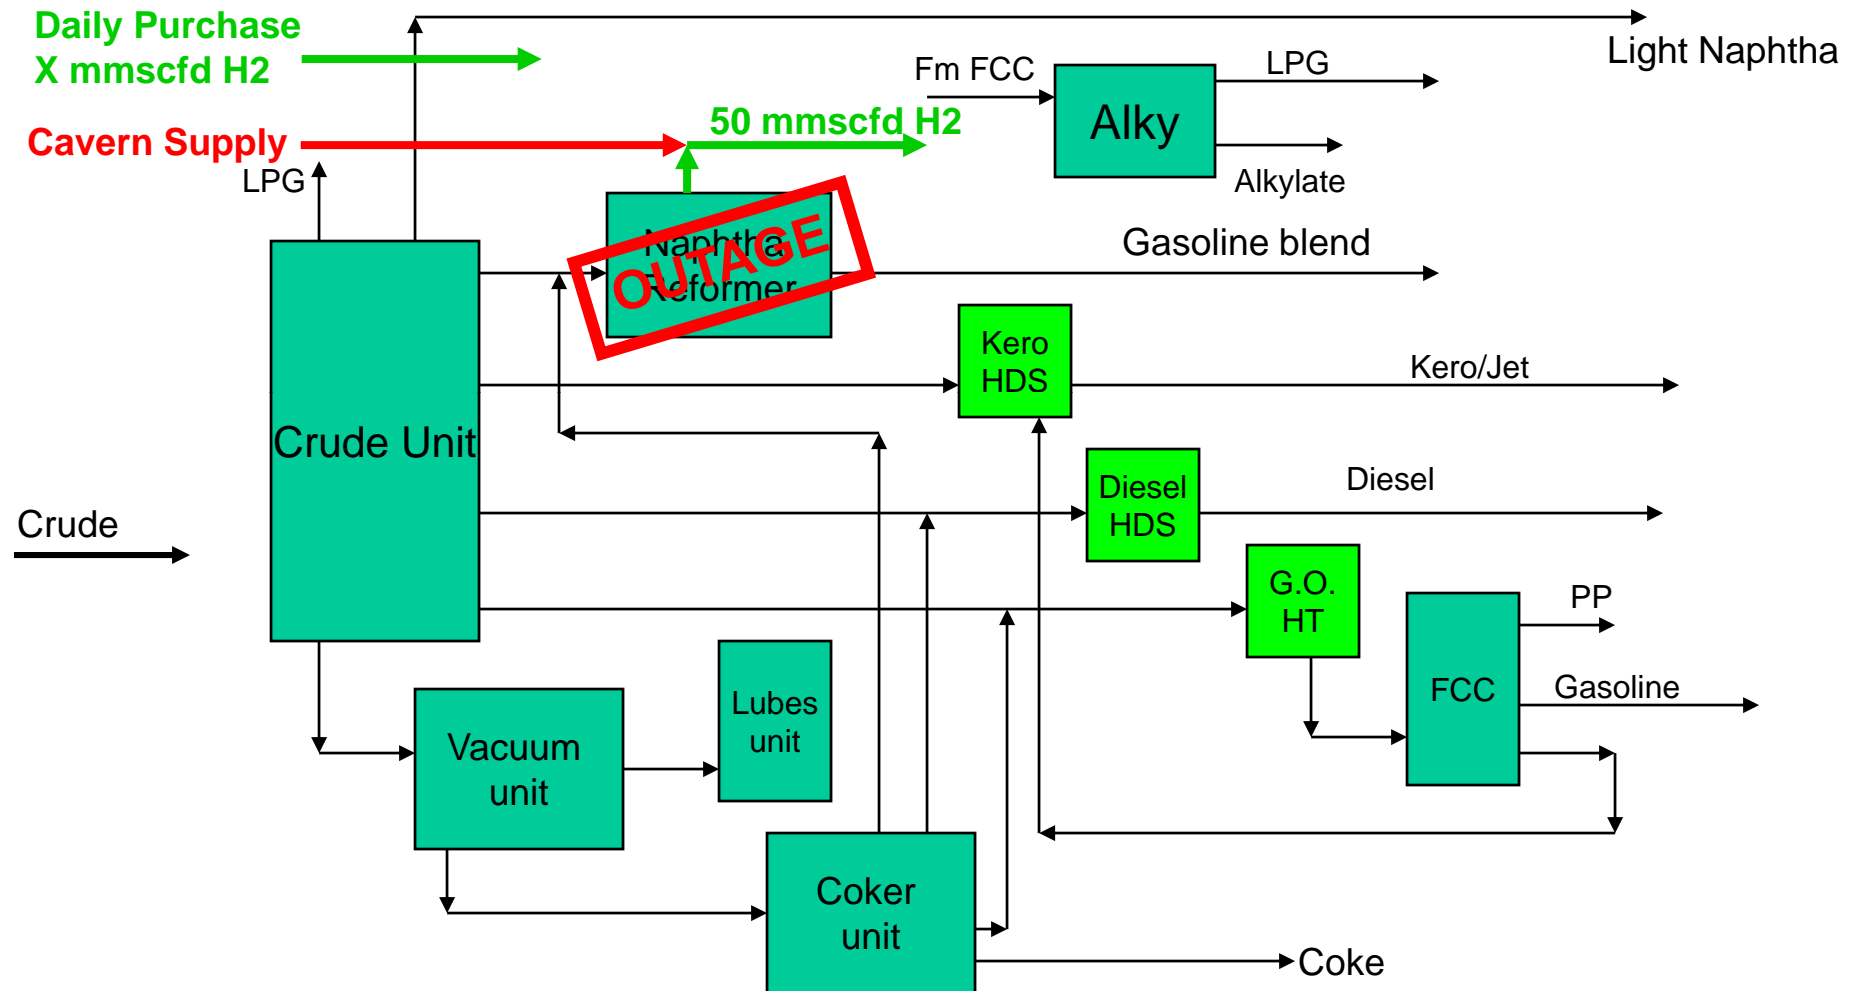 Daily Purchase
X mmscfd H2
Light Naphtha
Fm FCC
LPG
Alky
50 mmscfd H2
Cavern Supply
LPG
Alkylate
Naphtha
Reformer
OUTAGE
Gasoline blend
Kero
HDS
Kero/Jet
Crude Unit
Diesel
HDS
Diesel
Crude
G.O.
HT
PP
FCC
Gasoline
Lubes
unit
Vacuum
unit
Coker
unit
Coke